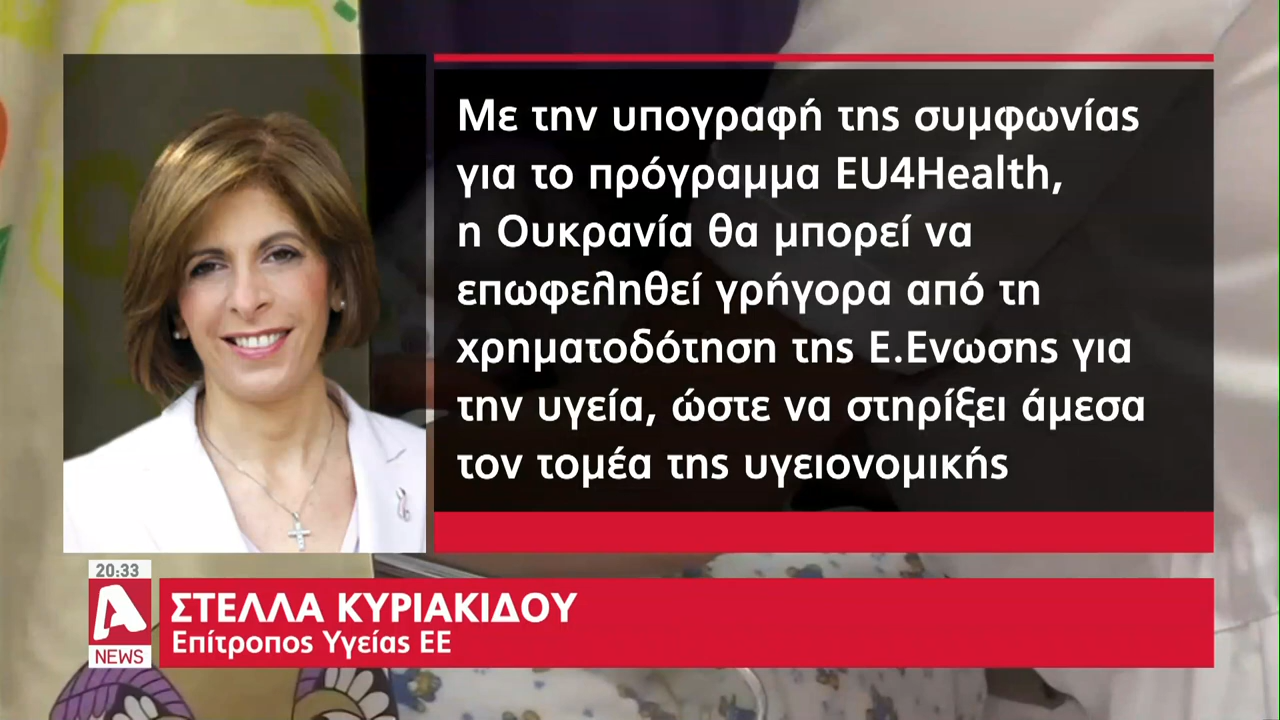 Με την υπογραφή της συμφωνίας
για το πρόγραμμα EU4Health,
η Ουκρανία θα μπορεί να
επωφεληθεί γρήγορα από τη
χρηματοδότηση της Ε.Ενωσης για
την υγεία, ώστε να στηρίξει άμεσα
τον τομέα της υγειονομικής
20:33
A
NEWS
ΣΤΕΛΛΑ ΚΥΡΙΑΚΙΔΟΥ
Επίτροπος Υγείας ΕΕ